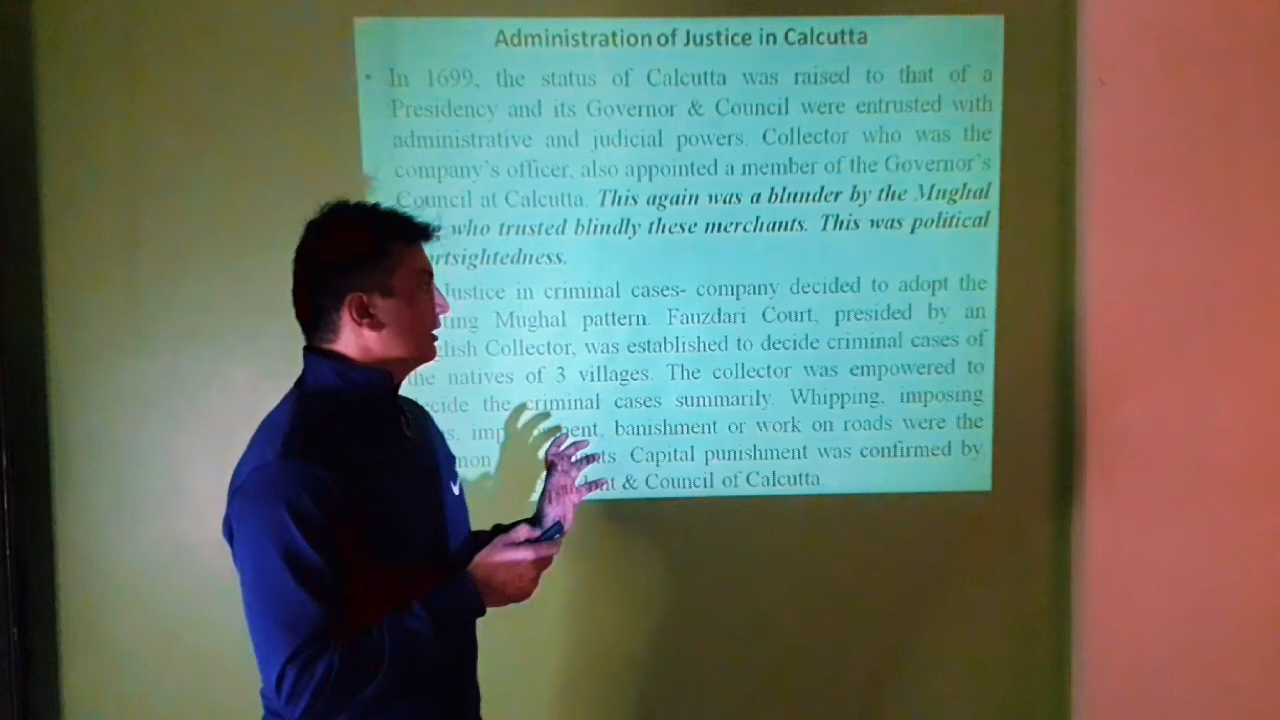 Administration of Justice in Calcutta
• In 1699, the status of Calcutta was raised to that of a
Presidency and its Governor & Council were entrusted with
administrative and judicial powers. Collector who was the
company's officer, also appointed a member of the Governor's
Council at Calcutta. This again was a blunder by the Mughal
who trusted blindly these merchants. This was political
rtsightedness.
Justice in criminal cases- company decided to adopt the
ting Mughal pattern. Fauzdari Court, presided by an
glish Collector, was established to decide criminal cases of
the natives of 3 villages. The collector was empowered to
cide the criminal cases summarily. Whipping, imposing
banishment or work on roads were the
mon Capital punishment was confirmed by
& Council of Calcutta.